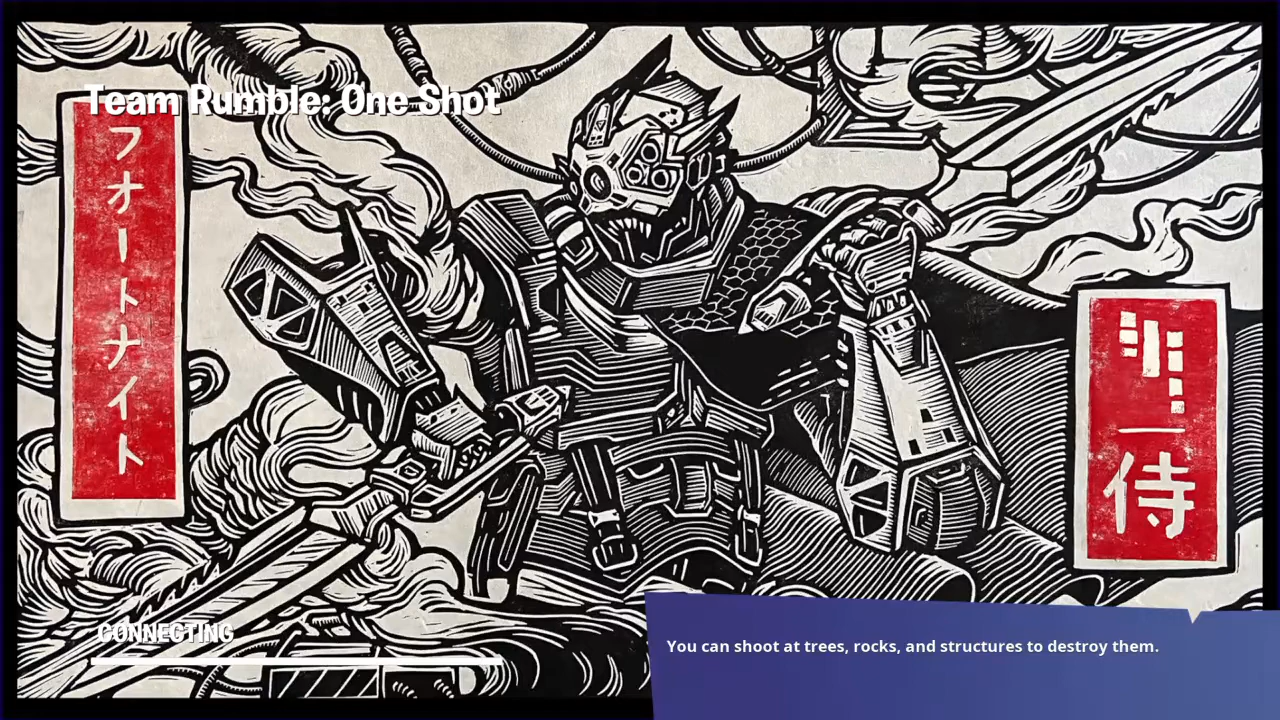 Team Rumble: One Shot
フォートナイト
侍
CONNECTING
You can shoot at trees, rocks, and structures to destroy them.